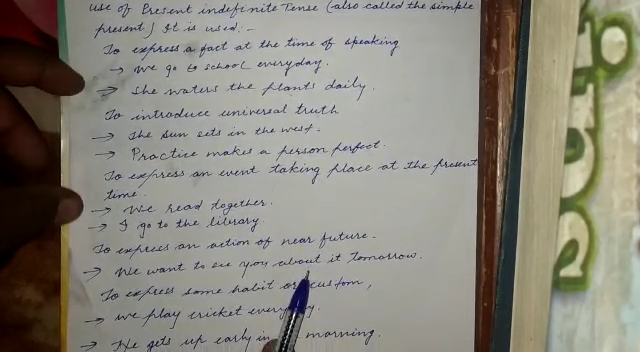 use of Present indefinite Tense (also called the simple
present) It is used:-
To express a fact at the time of speaking
→ We go to school everyday.
→ She waters the plants daily.
To introduce universal truth
→ The sun sets in the west.
→ Practice makes a person perfect.
To express an event taking place at the present
time.
→ We read together.
→ I go to the library.
To express an action of near future.
→ We want to see you about it Tomorrow.
To express some habit or custom,
→ We play cricket
→ He gets up early in morning.